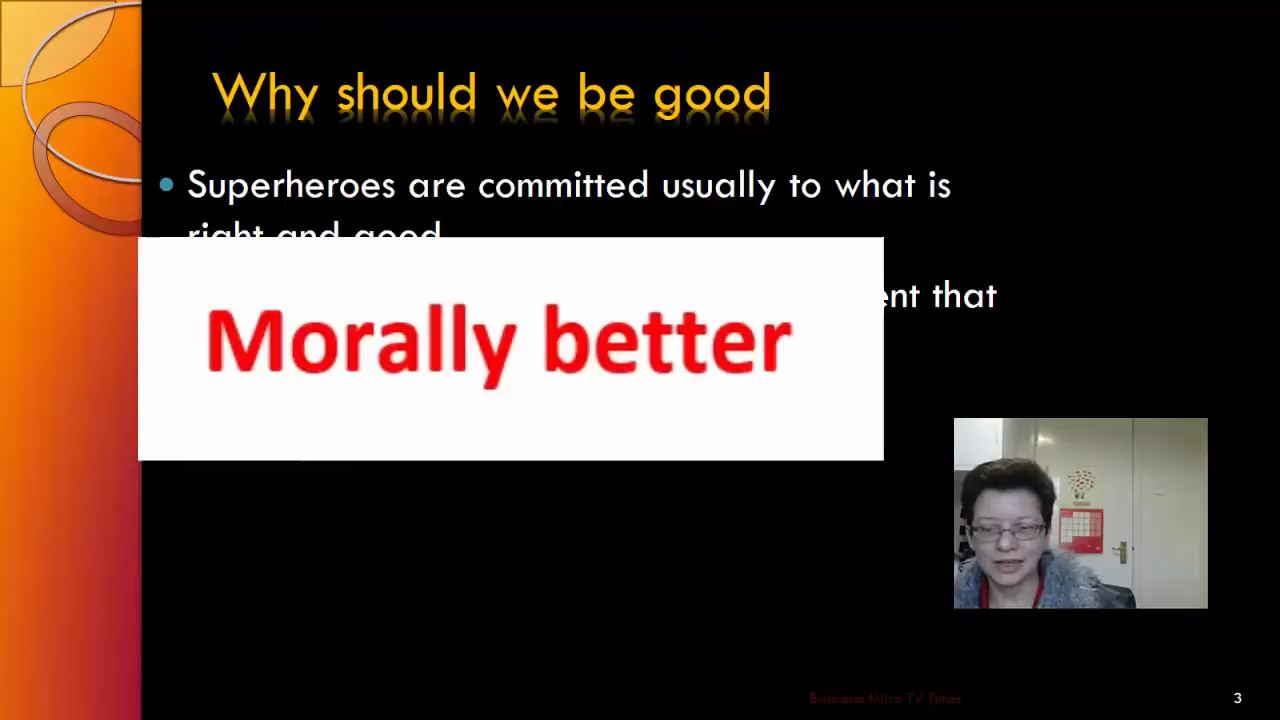 Why should we be good
Superheroes are committed usually to what is
right and good
ent that
Morally better
3